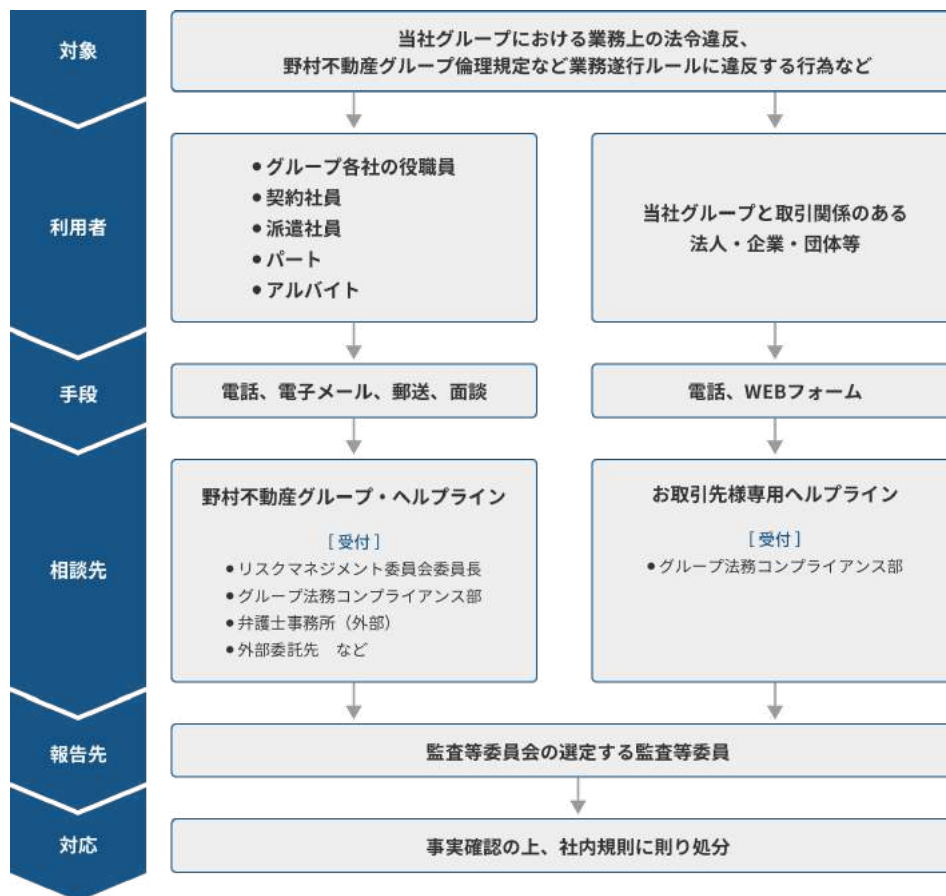 対象
当社グループにおける業務上の法令違反、
野村不動産グループ倫理規定など業務遂行ルールに違反する行為など
利用者
●グループ各社の役職員
●契約社員
●派遣社員
●パート
●アルバイト
当社グループと取引関係のある
法人・企業・団体等
手段
電話、電子メール、郵送、面談
電話、WEBフォーム
相談先
野村不動産グループ・ヘルプライン
［受付］
●リスクマネジメント委員会委員長
●グループ法務コンプライアンス部
●弁護士事務所（外部）
●外部委託先　など
お取引先様専用ヘルプライン
［受付］
●グループ法務コンプライアンス部
報告先
監査等委員会の選定する監査等委員
対応
事実確認の上、社内規則に則り処分